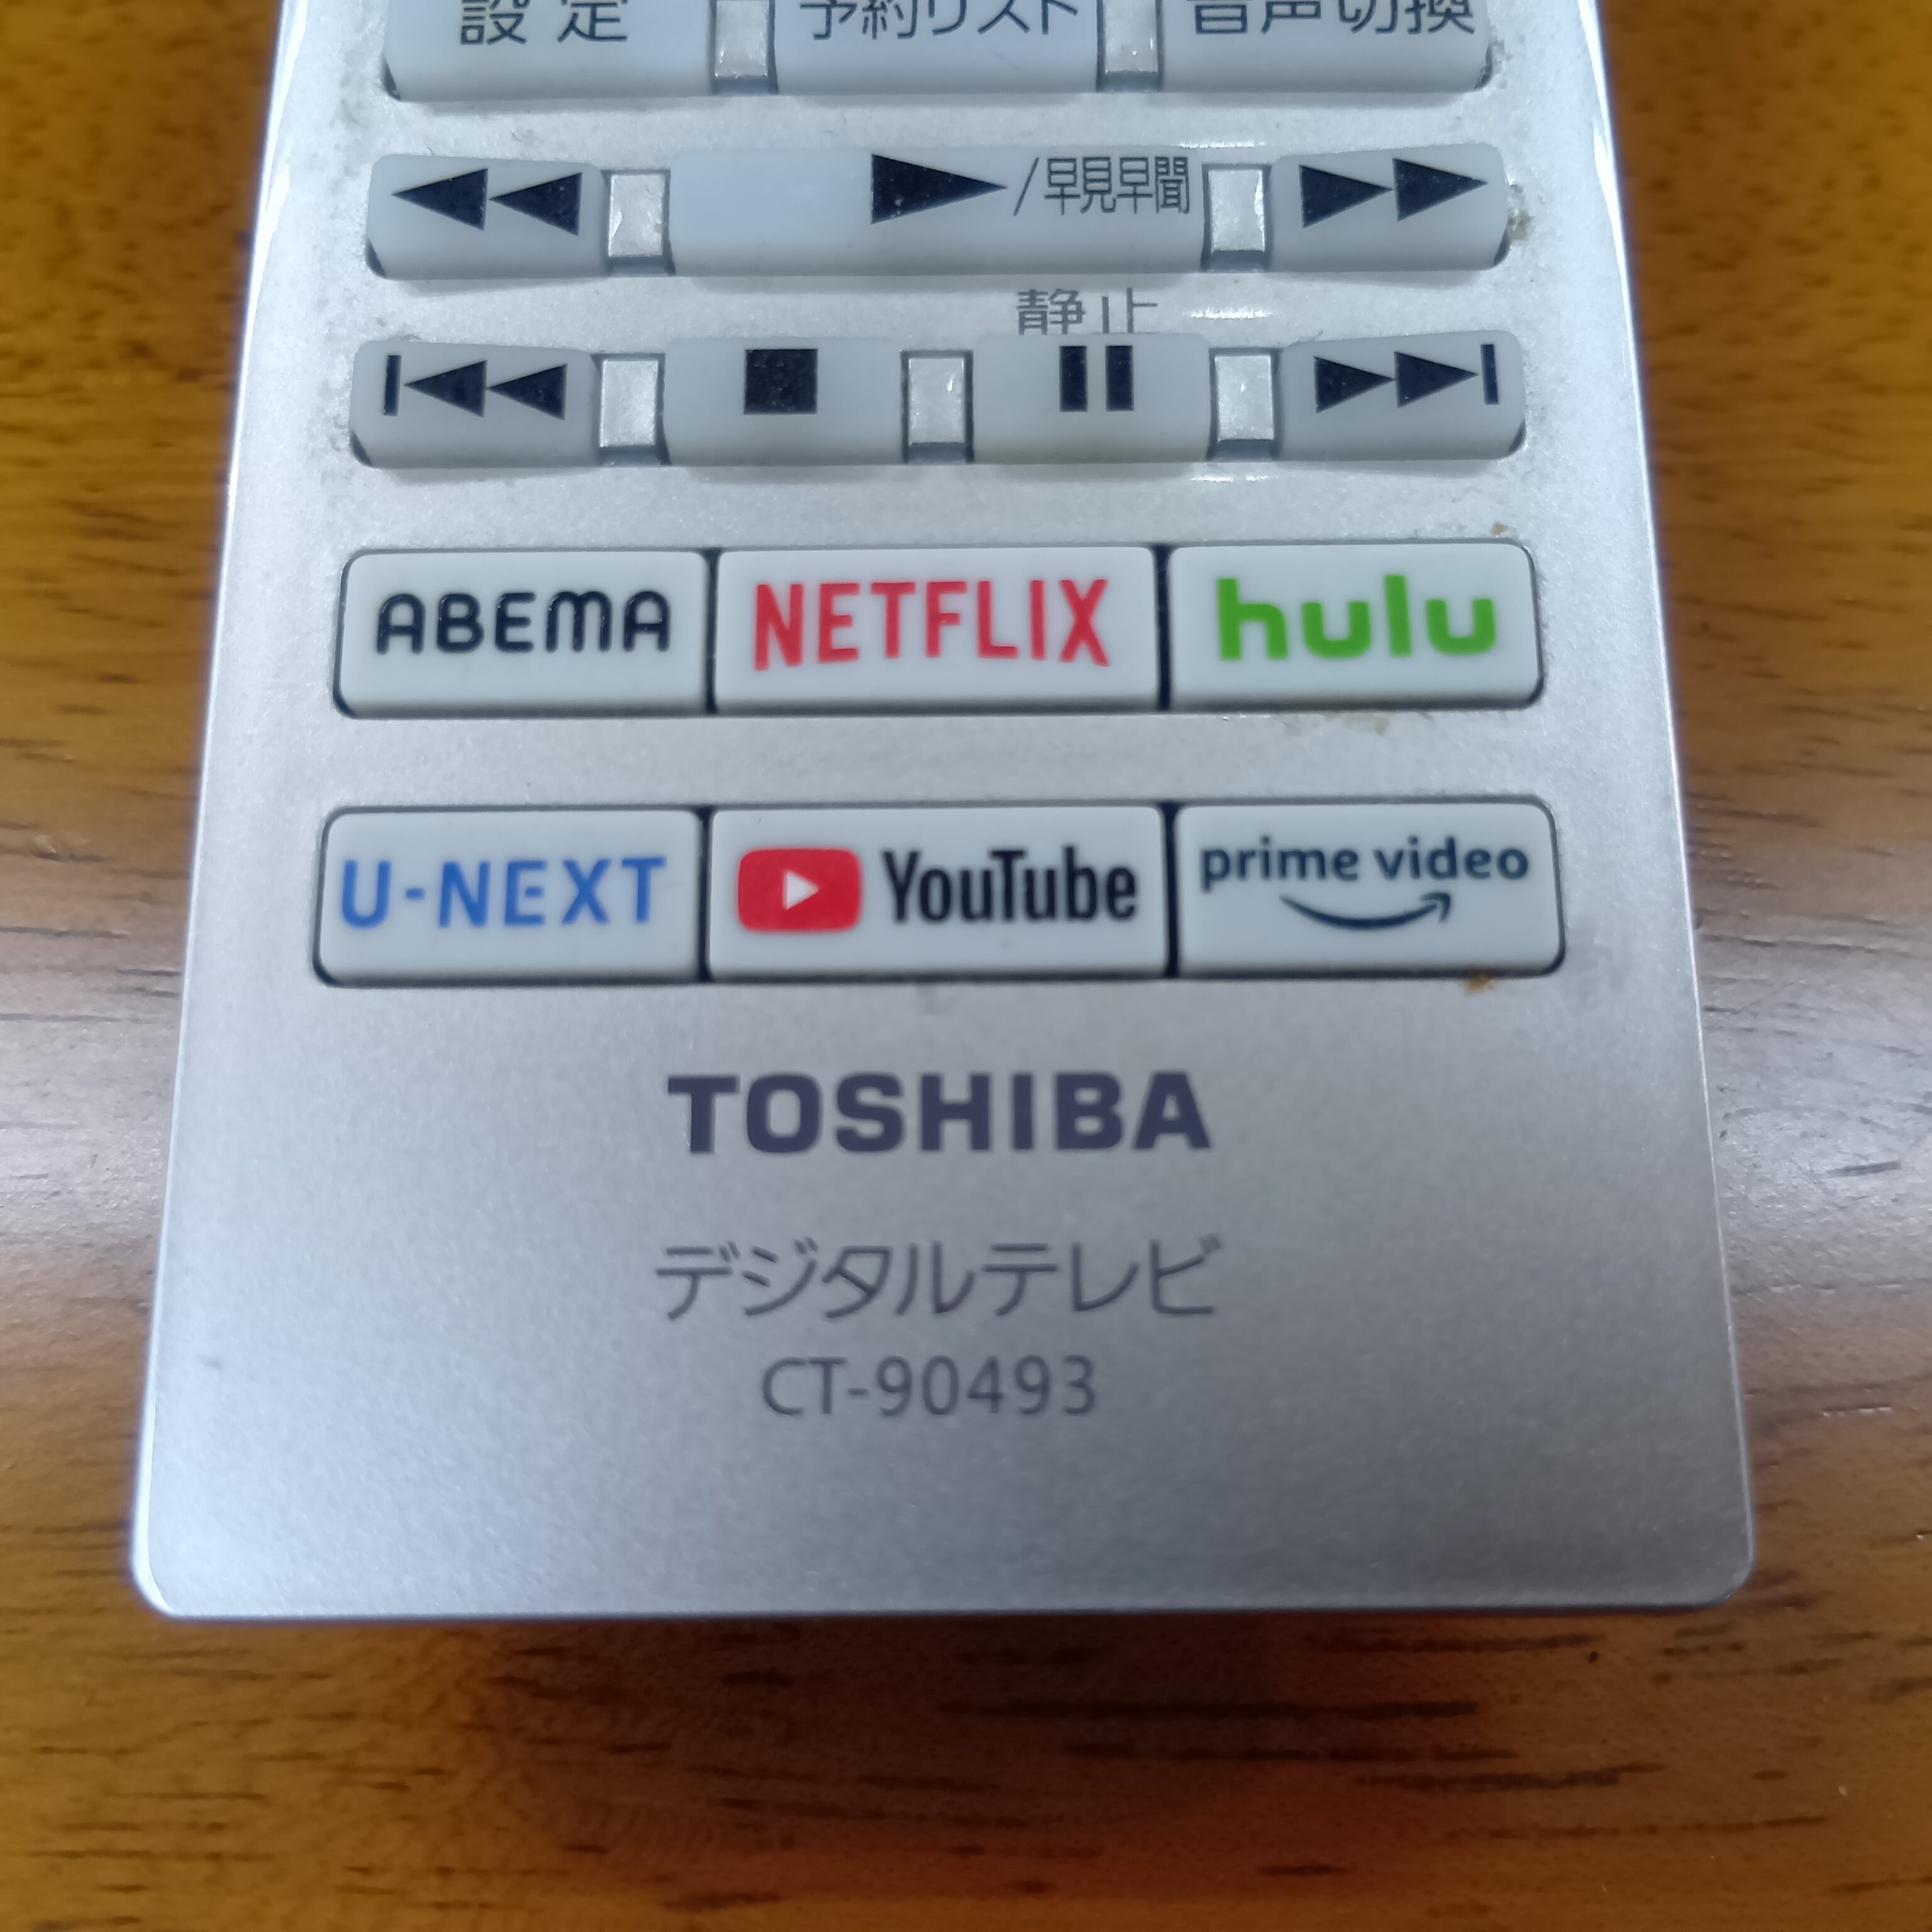 設定 予約リスト 音声切換
/早見早聞
静止
ABEMA NETFLIX hulu
U-NEXT YouTube prime video
TOSHIBA
デジタルテレビ
CT-90493